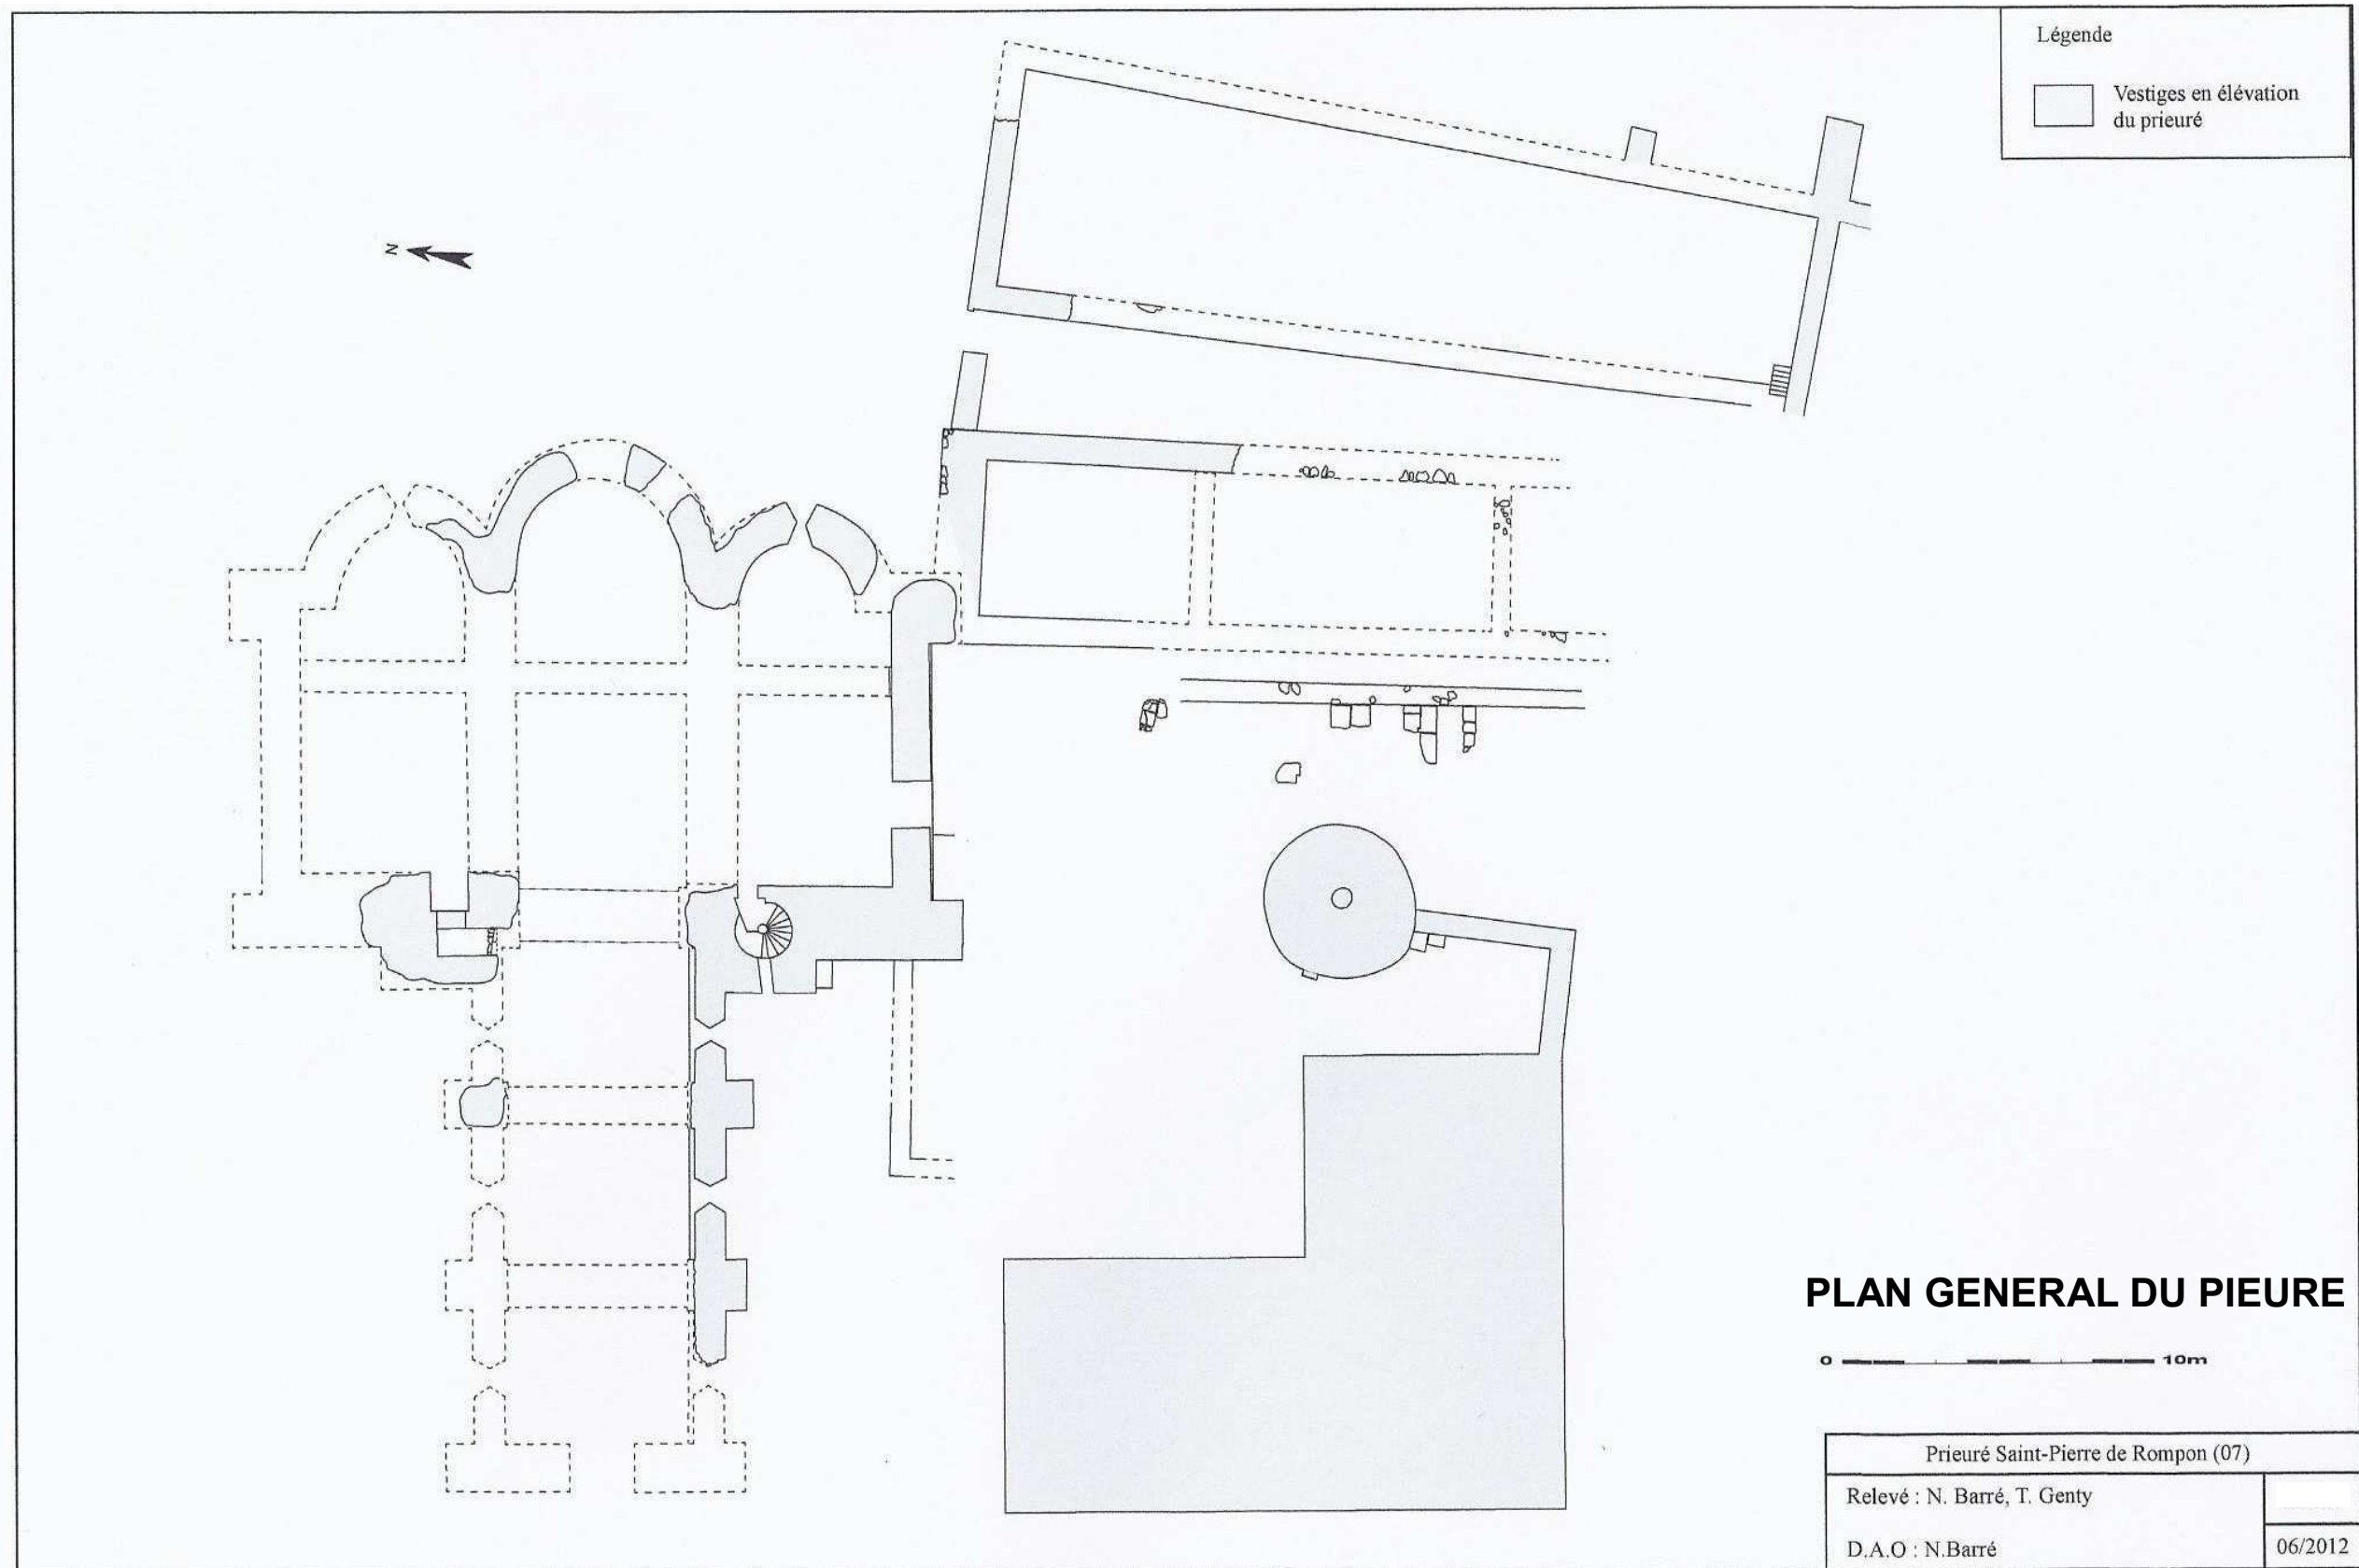 Légende
Vestiges en élévation
du prieuré
N
PLAN GENERAL DU PIEURE
0 10m
Prieuré Saint-Pierre de Rompon (07)
Relevé : N. Barré, T. Genty
D.A.O : N.Barré
06/2012